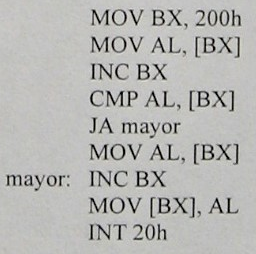 MOV BX, 200h
MOV AL, [BX]
INC BX
CMP AL, [BX]
JA mayor
MOV AL, [BX]
mayor: INC BX
MOV [BX], AL
INT 20h